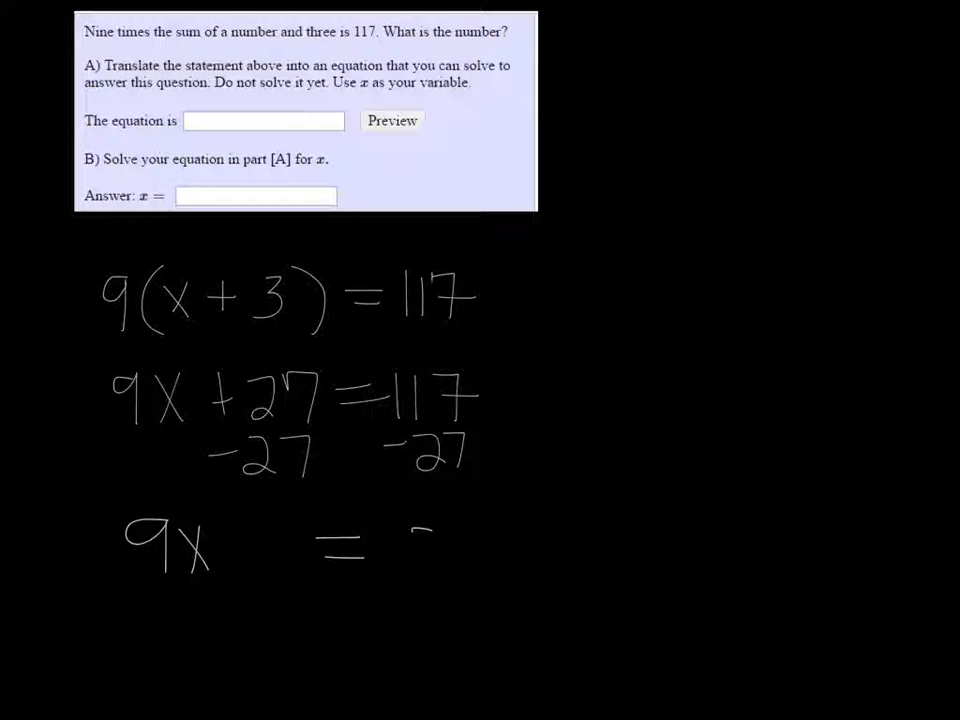 Nine times the sum of a number and three is 117. What is the number?
A) Translate the statement above into an equation that you can solve to
answer this question. Do not solve it yet. Use x as your variable.
The equation is Preview
B) Solve your equation in part [A] for x.
Answer: x =
9(x + 3) = 117
9x + 27 = 117
-27 -27
9x =